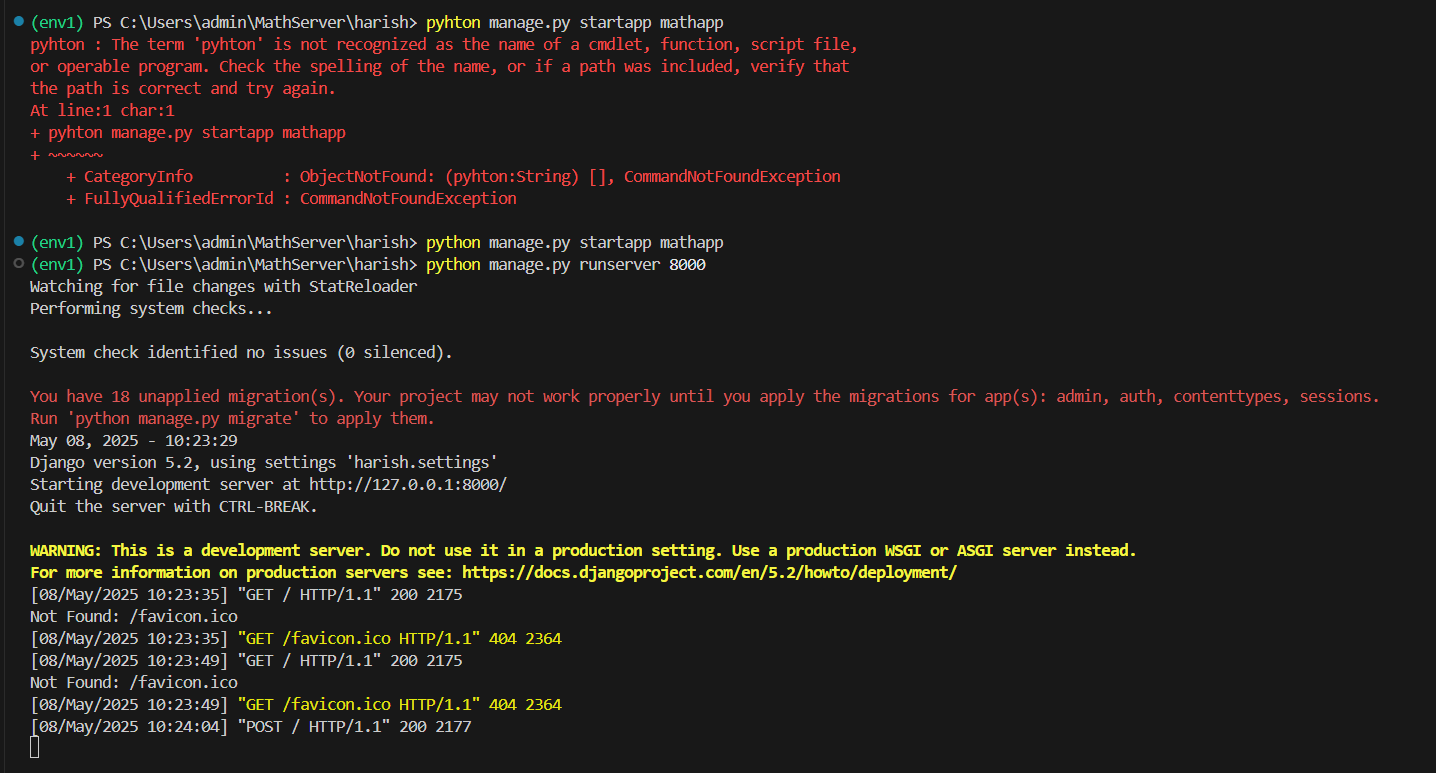 (env1) PS C:\Users\admin\MathServer\harish> pyhton manage.py startapp mathapp
pyhton : The term 'pyhton' is not recognized as the name of a cmdlet, function, script file,
or operable program. Check the spelling of the name, or if a path was included, verify that
the path is correct and try again.
At line:1 char:1
+ pyhton manage.py startapp mathapp
+ ~~~~~~
    + CategoryInfo          : ObjectNotFound: (pyhton:String) [], CommandNotFoundException
    + FullyQualifiedErrorId : CommandNotFoundException

(env1) PS C:\Users\admin\MathServer\harish> python manage.py startapp mathapp
(env1) PS C:\Users\admin\MathServer\harish> python manage.py runserver 8000
Watching for file changes with StatReloader
Performing system checks...

System check identified no issues (0 silenced).

You have 18 unapplied migration(s). Your project may not work properly until you apply the migrations for app(s): admin, auth, contenttypes, sessions.
Run 'python manage.py migrate' to apply them.
May 08, 2025 - 10:23:29
Django version 5.2, using settings 'harish.settings'
Starting development server at http://127.0.0.1:8000/
Quit the server with CTRL-BREAK.

WARNING: This is a development server. Do not use it in a production setting. Use a production WSGI or ASGI server instead.
For more information on production servers see: https://docs.djangoproject.com/en/5.2/howto/deployment/
[08/May/2025 10:23:35] "GET / HTTP/1.1" 200 2175
Not Found: /favicon.ico
[08/May/2025 10:23:35] "GET /favicon.ico HTTP/1.1" 404 2364
[08/May/2025 10:23:49] "GET / HTTP/1.1" 200 2175
Not Found: /favicon.ico
[08/May/2025 10:23:49] "GET /favicon.ico HTTP/1.1" 404 2364
[08/May/2025 10:24:04] "POST / HTTP/1.1" 200 2177